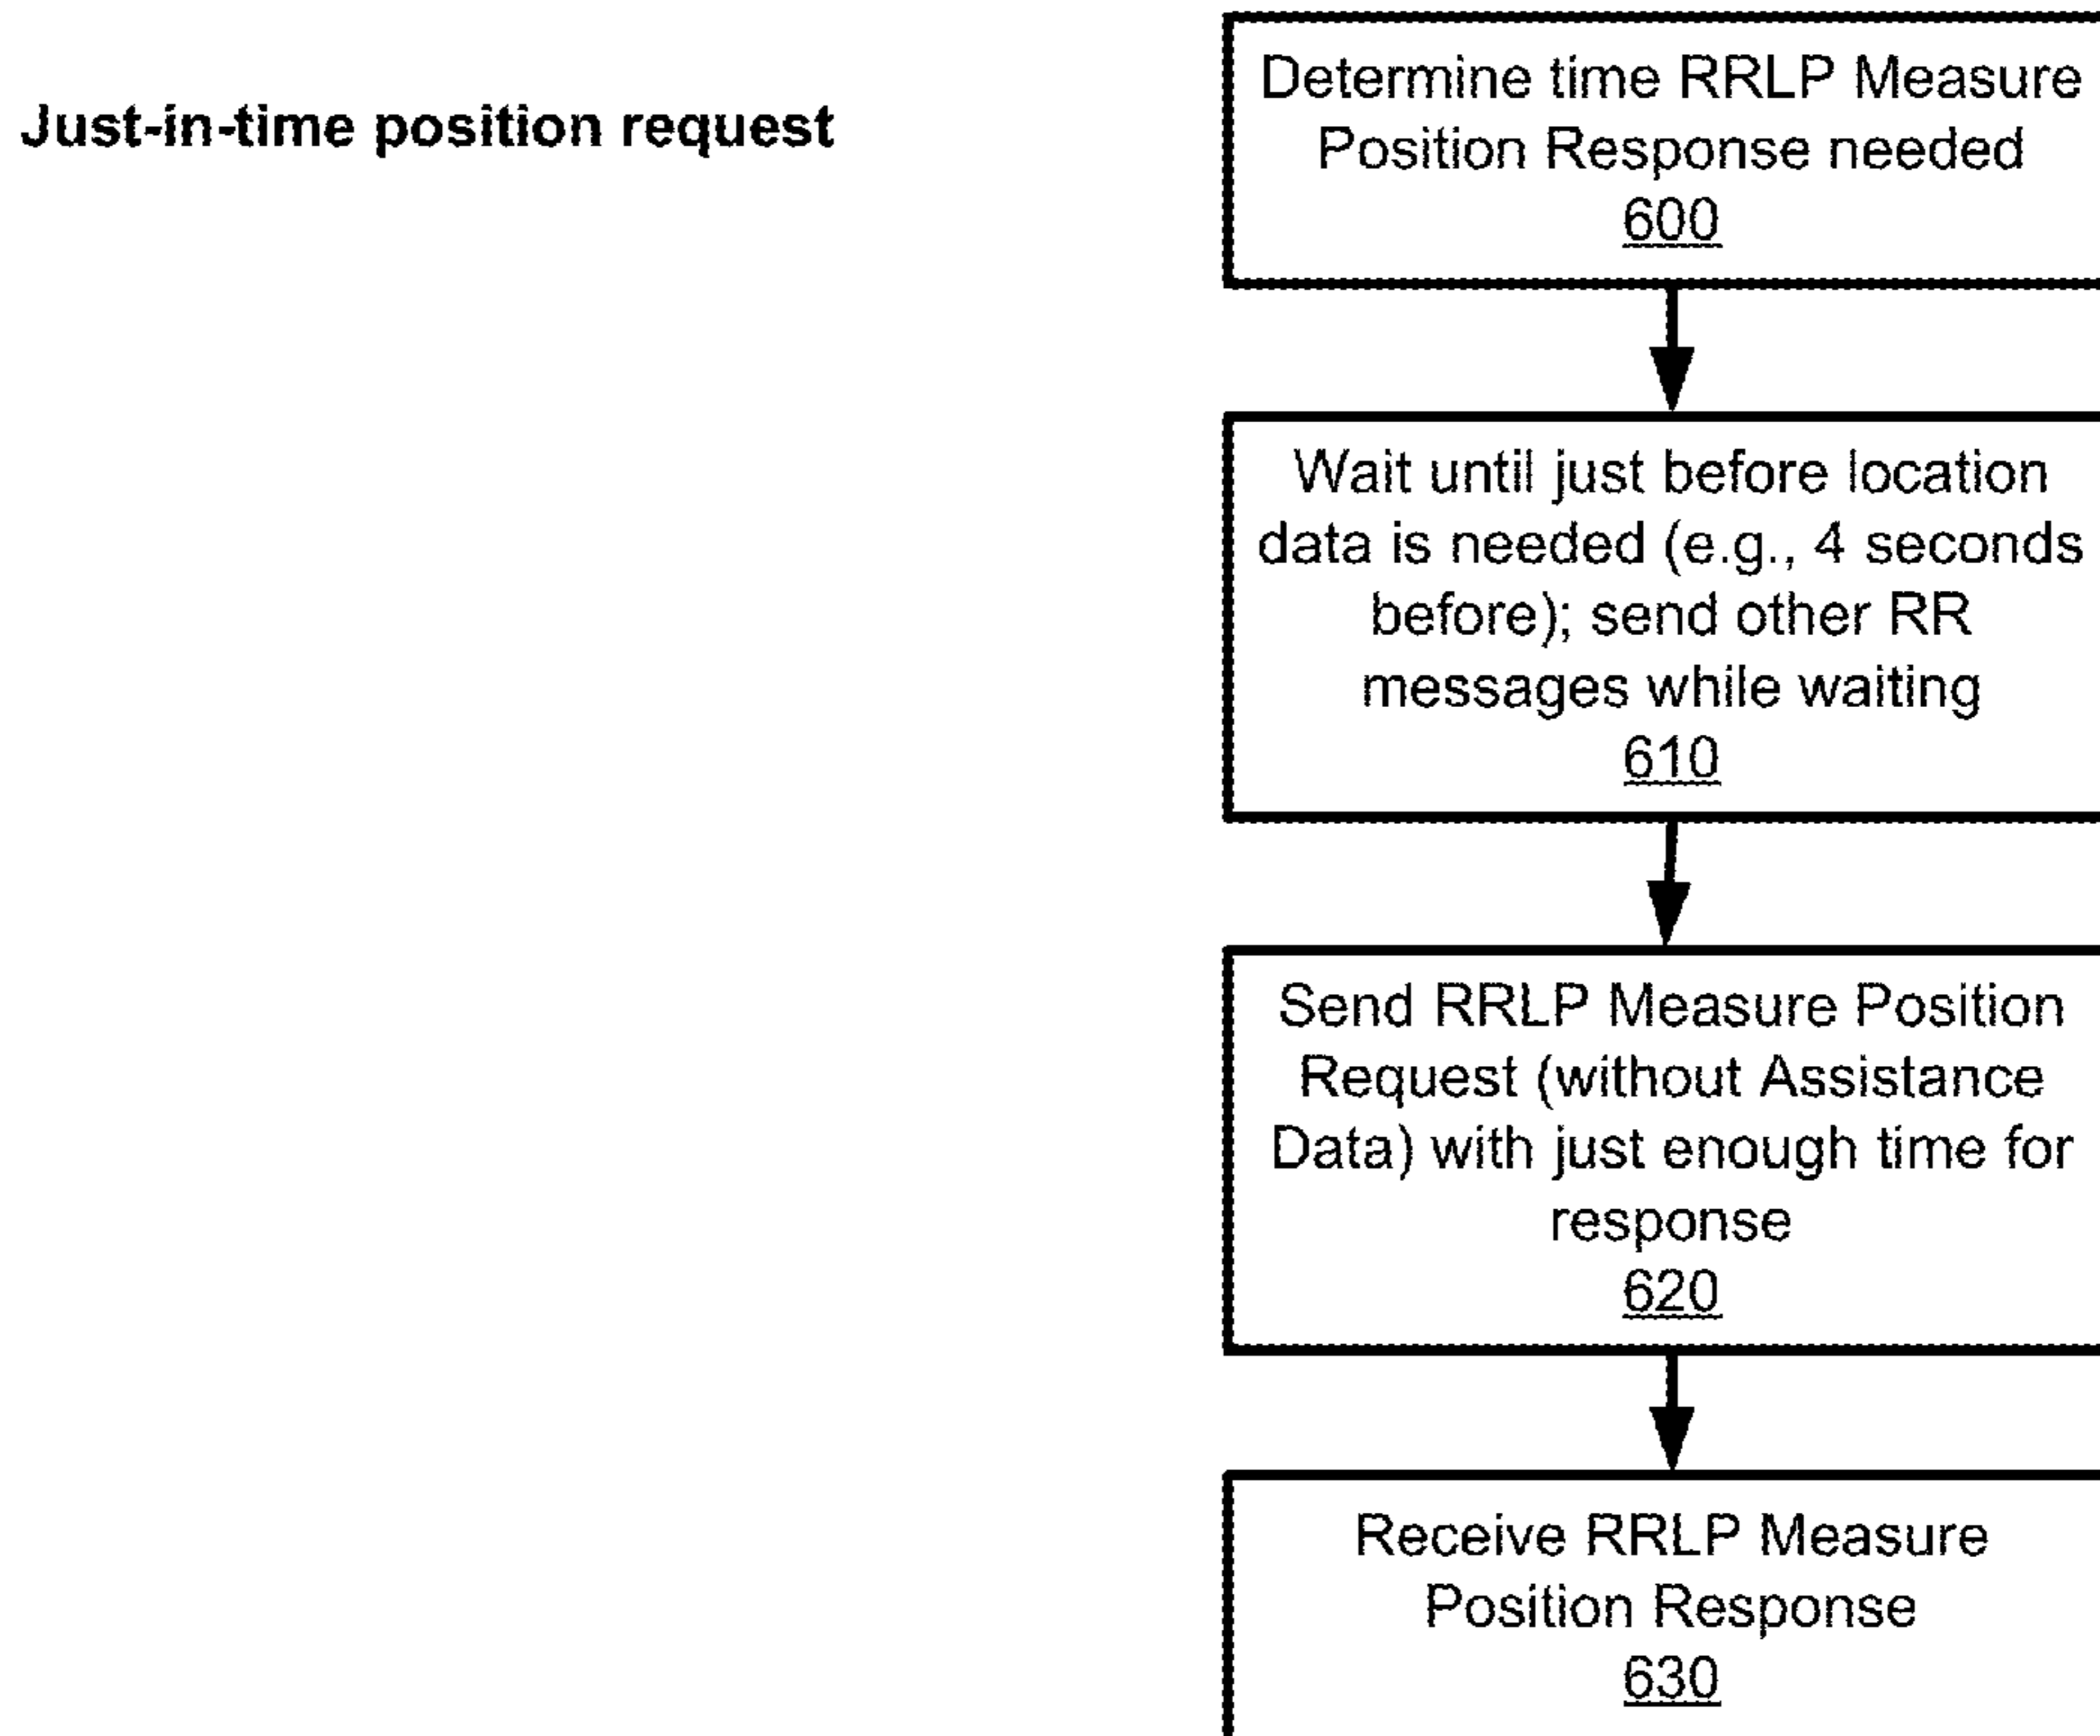 Just-in-time position request
Determine time RRLP Measure
Position Response needed
600
Wait until just before location
data is needed (e.g., 4 seconds
before); send other RR
messages while waiting
610
Send RRLP Measure Position
Request (without Assistance
Data) with just enough time for
response
620
Receive RRLP Measure
Position Response
630